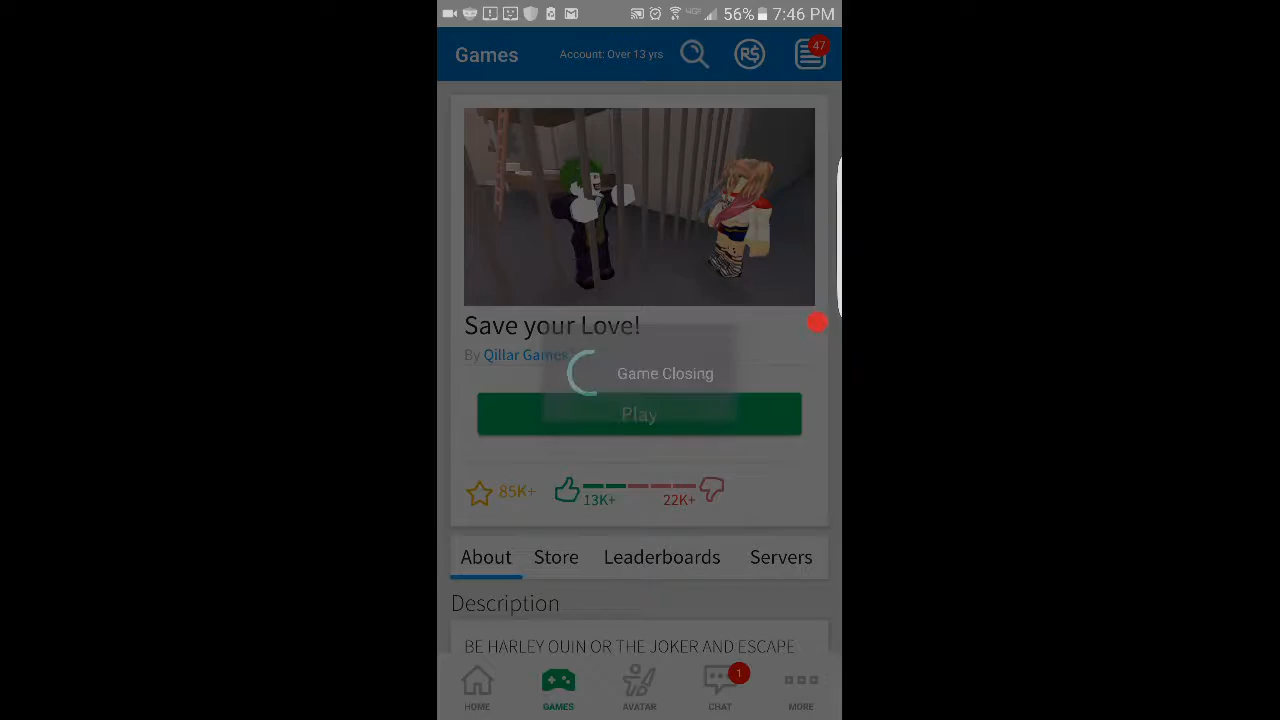 56% 7:46 PM
Games Account: Over 13 yrs R$ 47
Save your Love!
By Qillar Games
Game Closing
Play
85K+ 13K+ 22K+
About Store Leaderboards Servers
Description
BE HARLEY QUIN OR THE JOKER AND ESCAPE
1
HOME GAMES AVATAR CHAT MORE